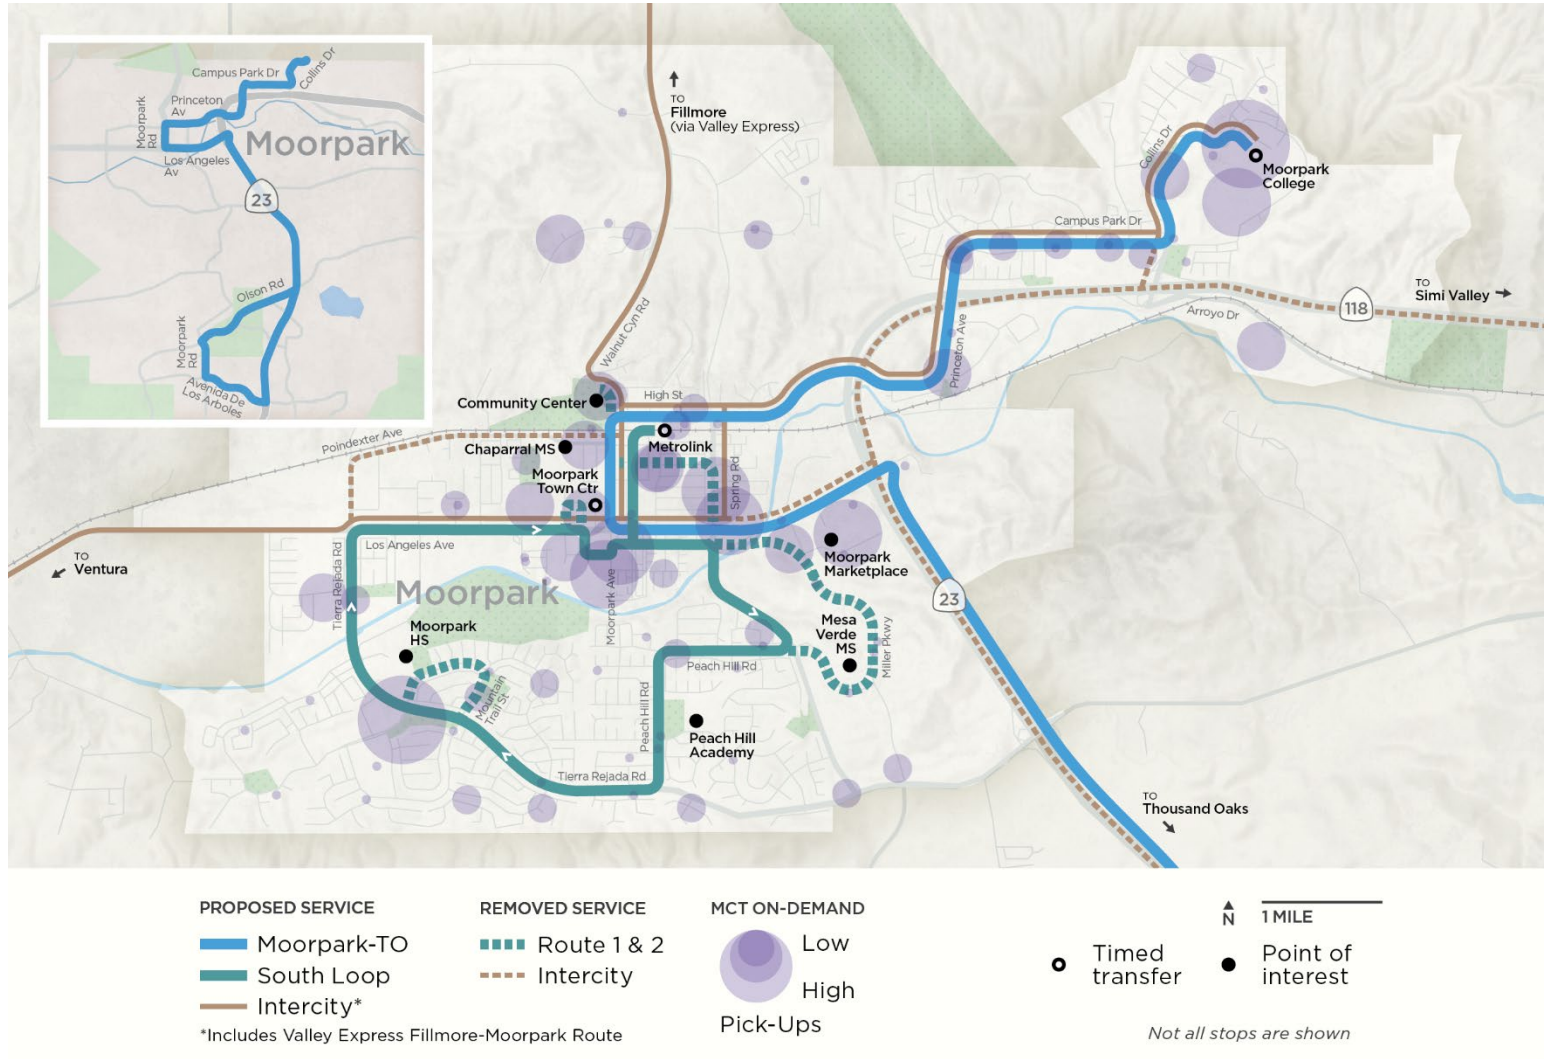 Campus Park Dr
Collins Dr
Princeton
Av
Moorpark
Rd
Moorpark
Los Angeles
Av
23
Olson Rd
Moorpark
Rd
Avenida De
Los Arboles
TO
Fillmore
(via Valley Express)
Collins Dr
Moorpark
College
Campus Park Dr
TO
Simi Valley
118
Arroyo Dr
Walnut Cyn Rd
Princeton Ave
Community Center
High St
Poindexter Ave
Chaparral MS
Metrolink
Moorpark
Town Ctr
Spring Rd
TO
Ventura
Los Angeles Ave
Tierra Rejada Rd
Moorpark
Moorpark Ave
Moorpark
Marketplace
23
Moorpark
HS
Mesa
Verde
MS
Miller Pkwy
Peach Hill Rd
Mountain
Trail St
Peach Hill Rd
Peach Hill
Academy
Tierra Rejada Rd
TO
Thousand Oaks
PROPOSED SERVICE
Moorpark-TO
South Loop
Intercity*
*Includes Valley Express Fillmore-Moorpark Route
REMOVED SERVICE
Route 1 & 2
Intercity
MCT ON-DEMAND
Low
High
Pick-Ups
N
1 MILE
Timed
transfer
Point of
interest
Not all stops are shown